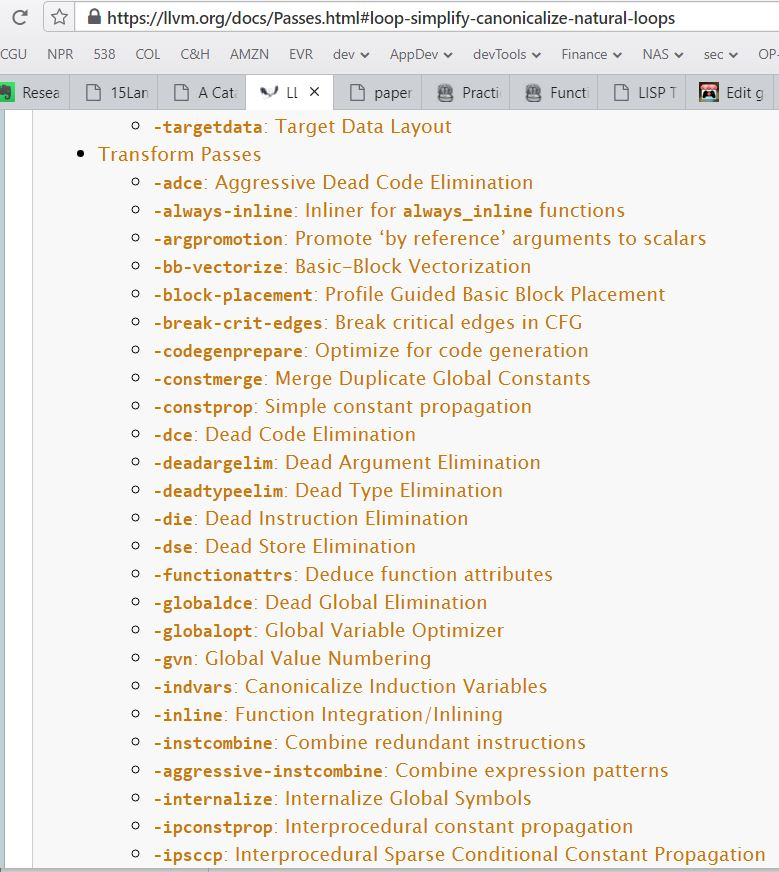 https://llvm.org/docs/Passes.html#loop-simplify-canonicalize-natural-loops
CGU NPR 538 COL C&H AMZN EVR dev AppDev devTools Finance NAS sec OP-
Resea 15Lan A Cat LL paper Practi Functi LISP T Edit g
-targetdata: Target Data Layout
Transform Passes
-adce: Aggressive Dead Code Elimination
-always-inline: Inliner for always_inline functions
-argpromotion: Promote ‘by reference’ arguments to scalars
-bb-vectorize: Basic-Block Vectorization
-block-placement: Profile Guided Basic Block Placement
-break-crit-edges: Break critical edges in CFG
-codegenprepare: Optimize for code generation
-constmerge: Merge Duplicate Global Constants
-constprop: Simple constant propagation
-dce: Dead Code Elimination
-deadargelim: Dead Argument Elimination
-deadtypeelim: Dead Type Elimination
-die: Dead Instruction Elimination
-dse: Dead Store Elimination
-functionattrs: Deduce function attributes
-globaldce: Dead Global Elimination
-globalopt: Global Variable Optimizer
-gvn: Global Value Numbering
-indvars: Canonicalize Induction Variables
-inline: Function Integration/Inlining
-instcombine: Combine redundant instructions
-aggressive-instcombine: Combine expression patterns
-internalize: Internalize Global Symbols
-ipconstprop: Interprocedural constant propagation
-ipsccp: Interprocedural Sparse Conditional Constant Propagation